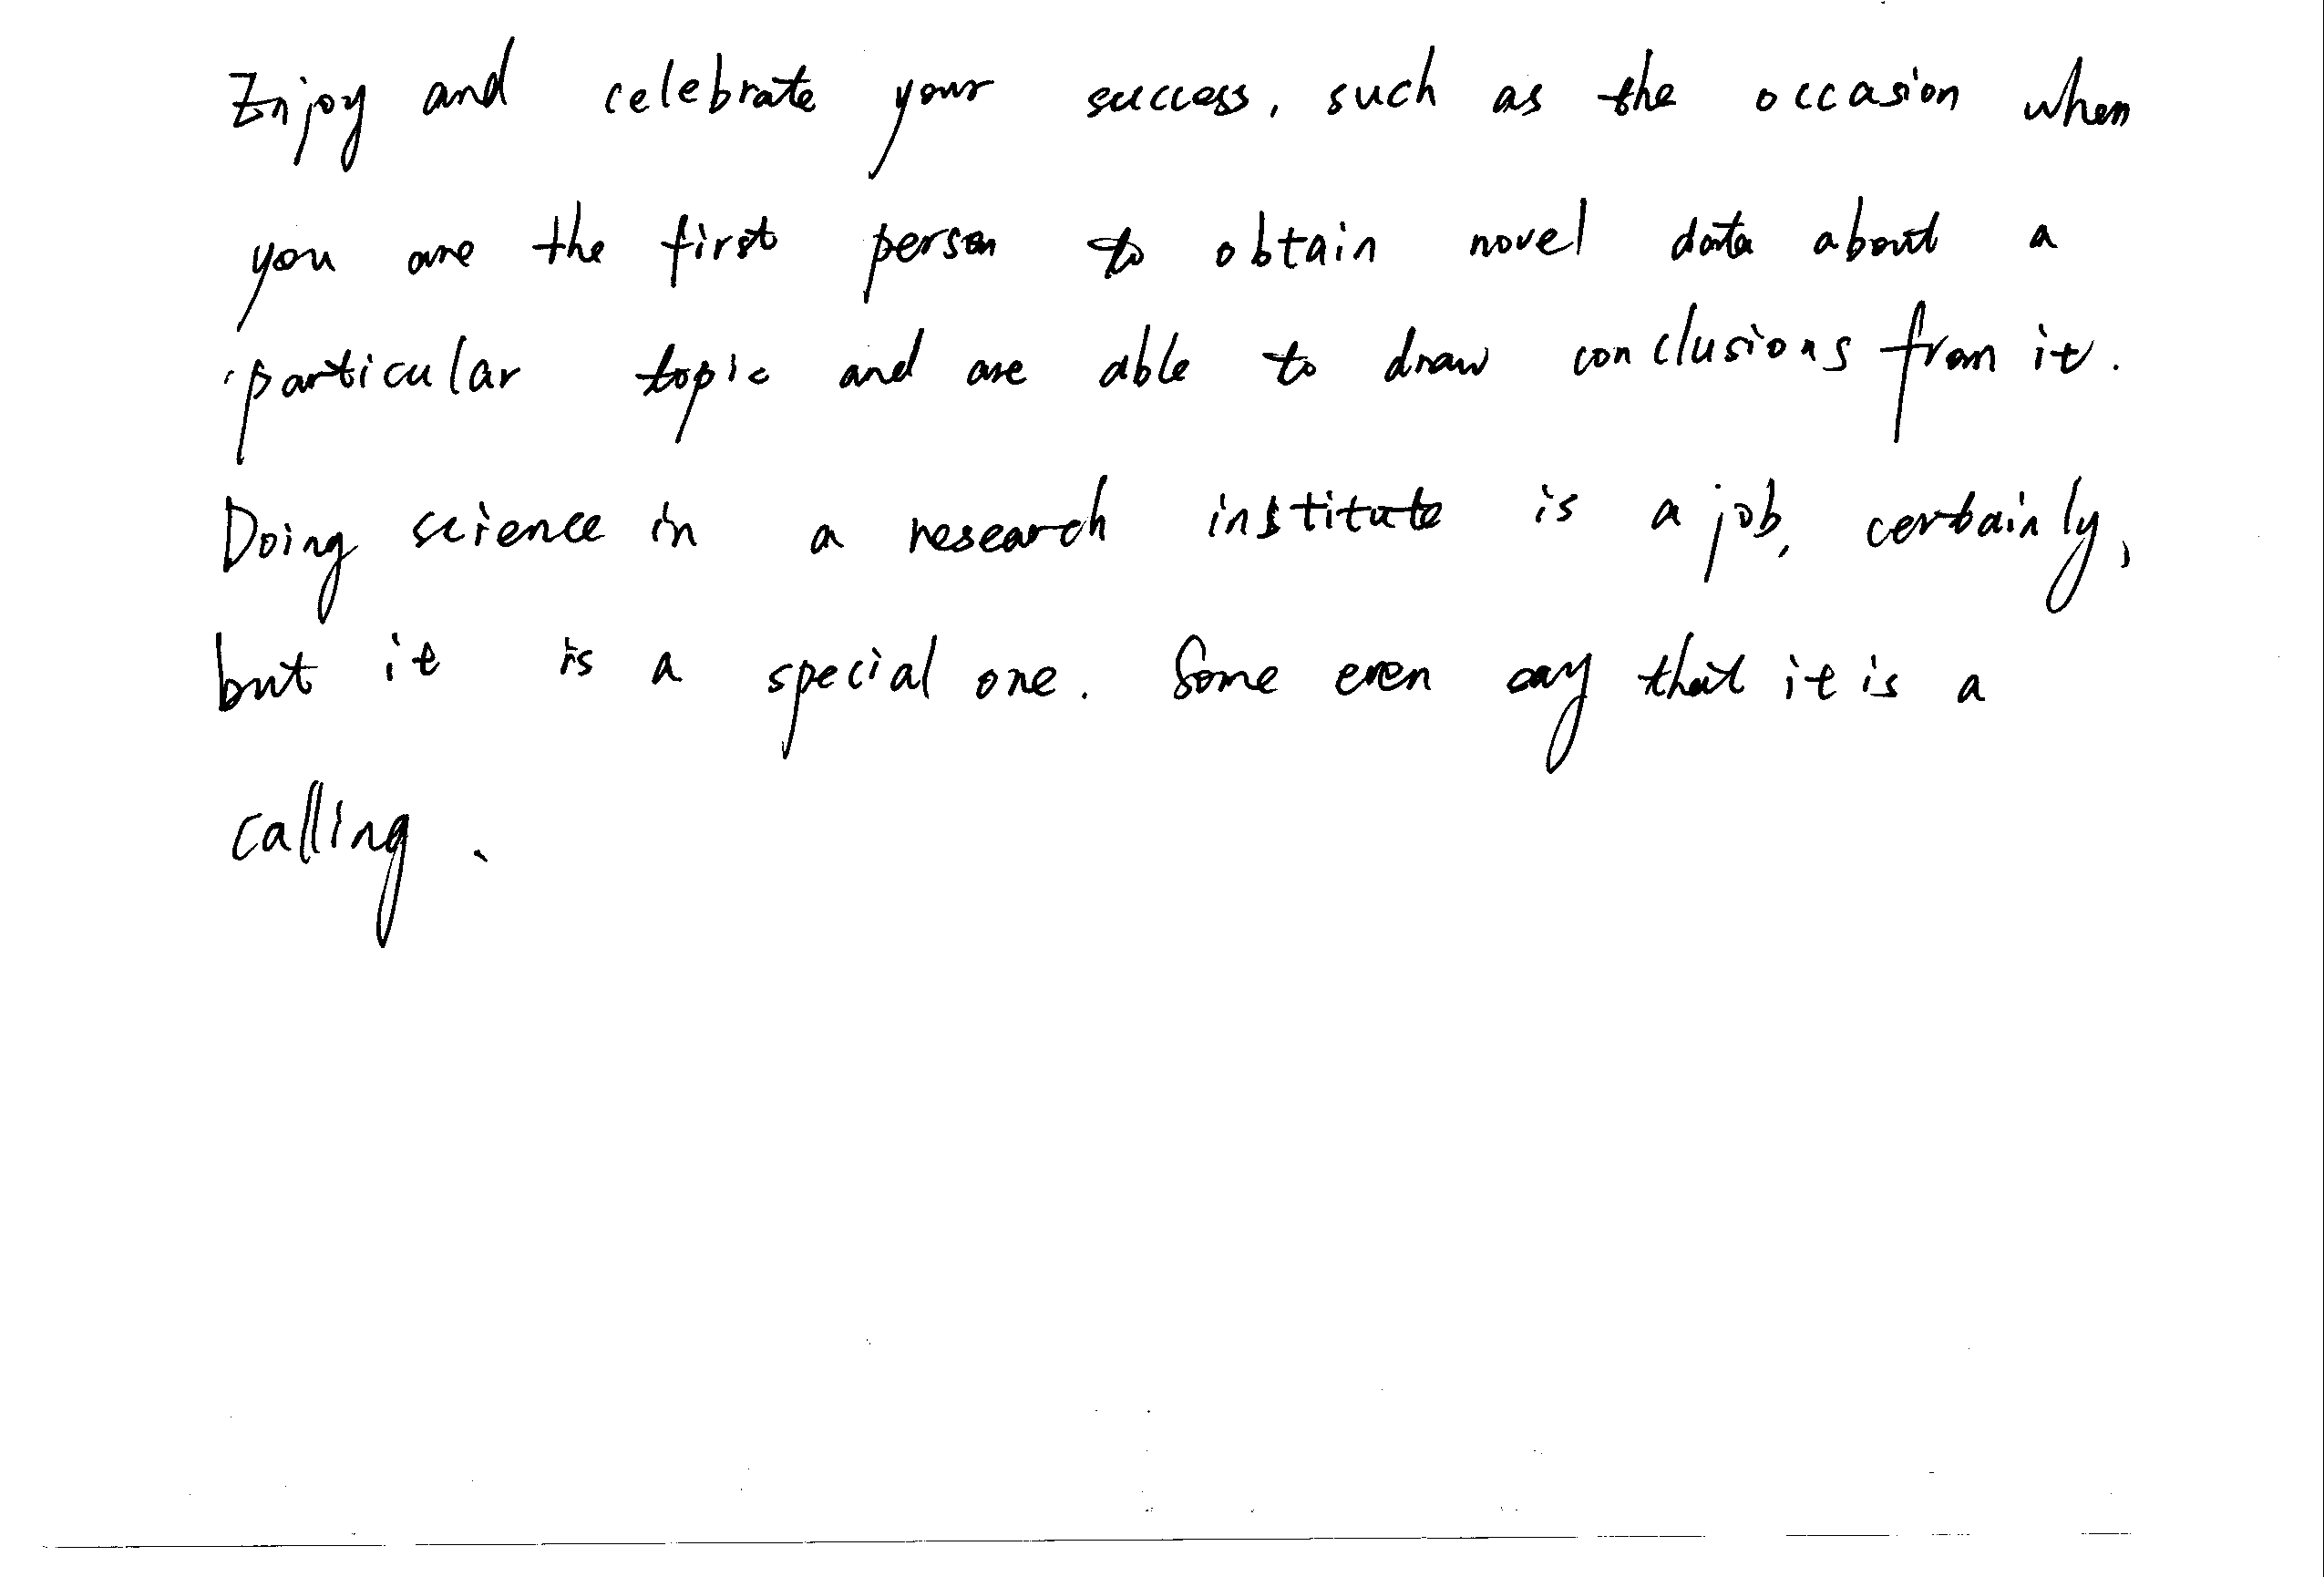 Enjoy and celebrate your success, such as the occasion when
you are the first person to obtain novel data about a
particular topic and are able to draw conclusions from it.
Doing science in a research institute is a job, certainly,
but it is a special one. Some even say that it is a
calling.